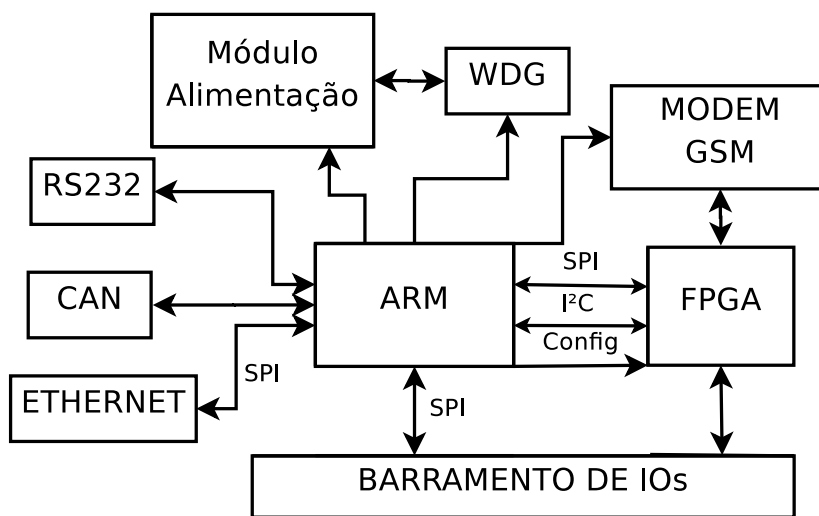 Módulo
Alimentação
WDG
MODEM
GSM
RS232
CAN
ARM
SPI
I²C
Config
FPGA
ETHERNET
SPI
SPI
BARRAMENTO DE IOs